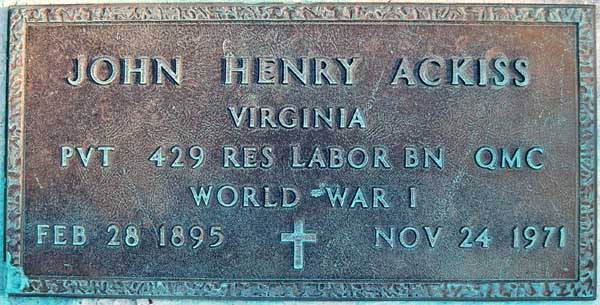 JOHN HENRY ACKISS
VIRGINIA
PVT 429 RES LABOR BN QMC
WORLD WAR I
FEB 28 1895 NOV 24 1971